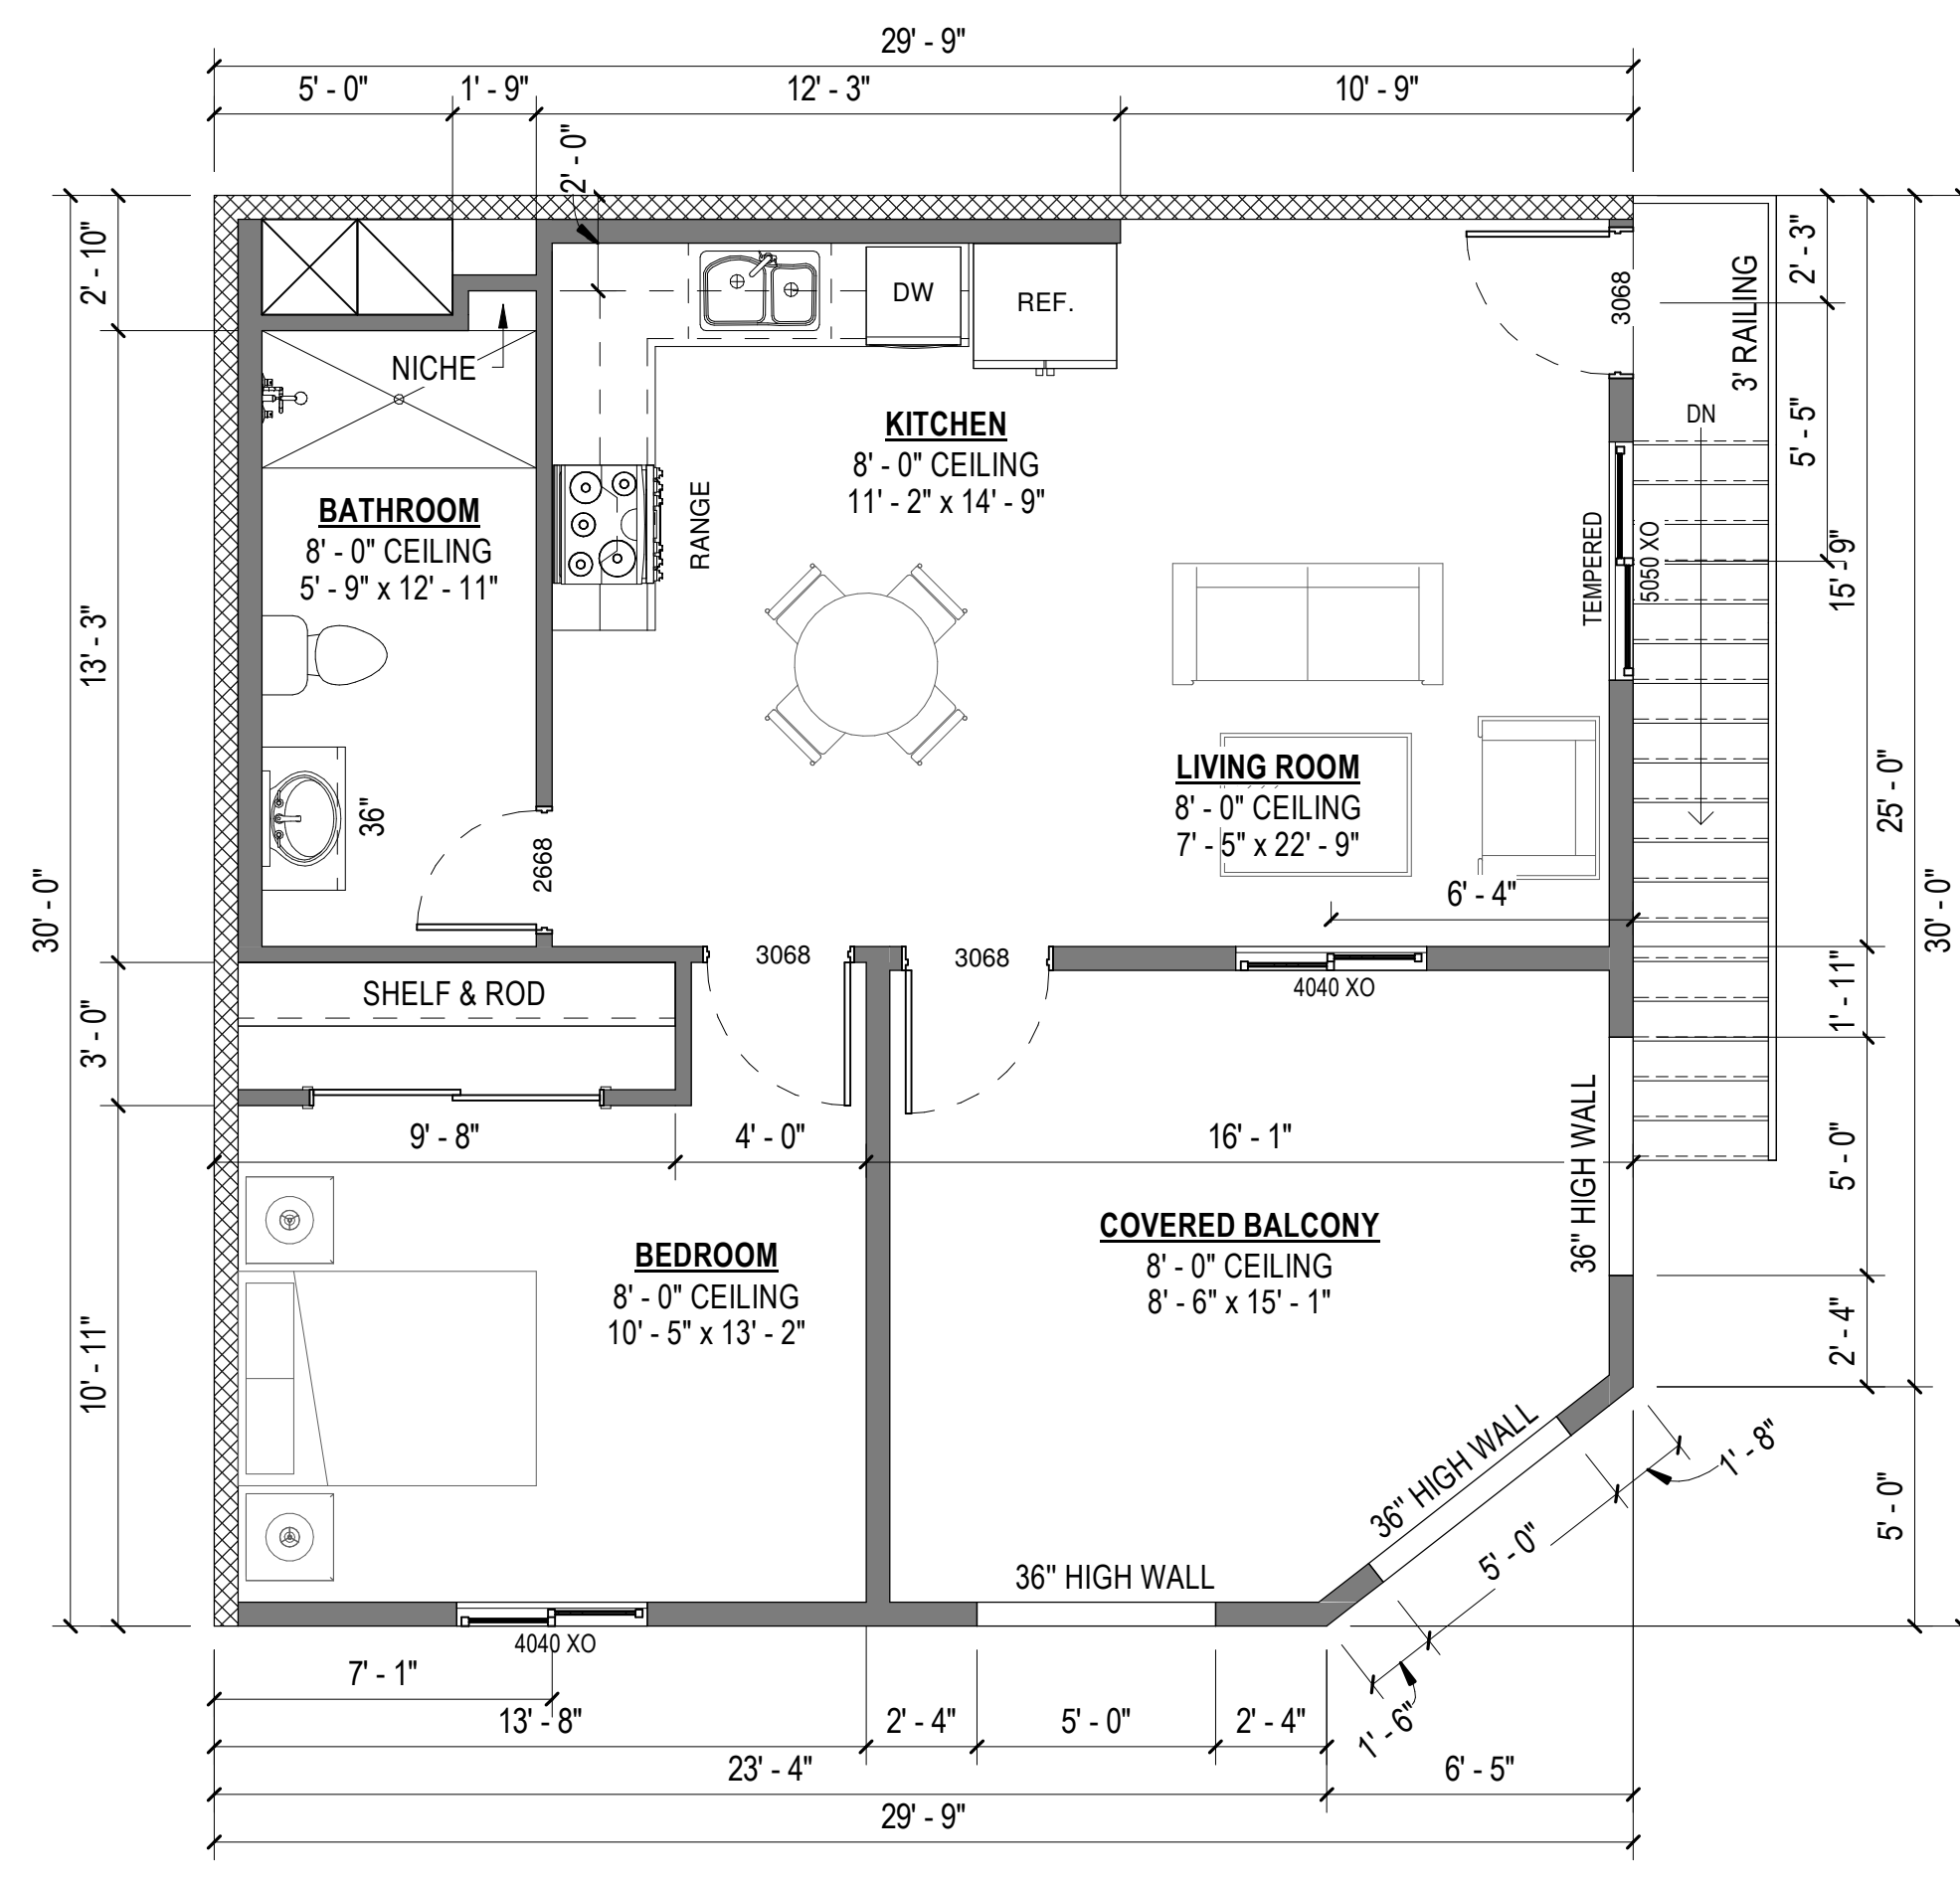 29' - 9"
5' - 0"
1' - 9"
12' - 3"
10' - 9"
2' - 0"
2' - 10"
13' - 3"
30' - 0"
3' - 0"
10' - 11"
NICHE
DW
REF.
BATHROOM
8' - 0" CEILING
5' - 9" x 12' - 11"
RANGE
KITCHEN
8' - 0" CEILING
11' - 2" x 14' - 9"
3068
3' RAILING
DN
2' - 3"
5' - 5"
TEMPERED
5050 XO
15' - 9"
36"
2668
LIVING ROOM
8' - 0" CEILING
7' - 5" x 22' - 9"
6' - 4"
25' - 0"
30' - 0"
SHELF & ROD
3068
3068
4040 XO
1' - 11"
9' - 8"
4' - 0"
16' - 1"
36" HIGH WALL
5' - 0"
BEDROOM
8' - 0" CEILING
10' - 5" x 13' - 2"
COVERED BALCONY
8' - 0" CEILING
8' - 6" x 15' - 1"
2' - 4"
36" HIGH WALL
1' - 8"
5' - 0"
5' - 0"
36" HIGH WALL
4040 XO
7' - 1"
1' - 6"
13' - 8"
2' - 4"
5' - 0"
2' - 4"
23' - 4"
6' - 5"
29' - 9"